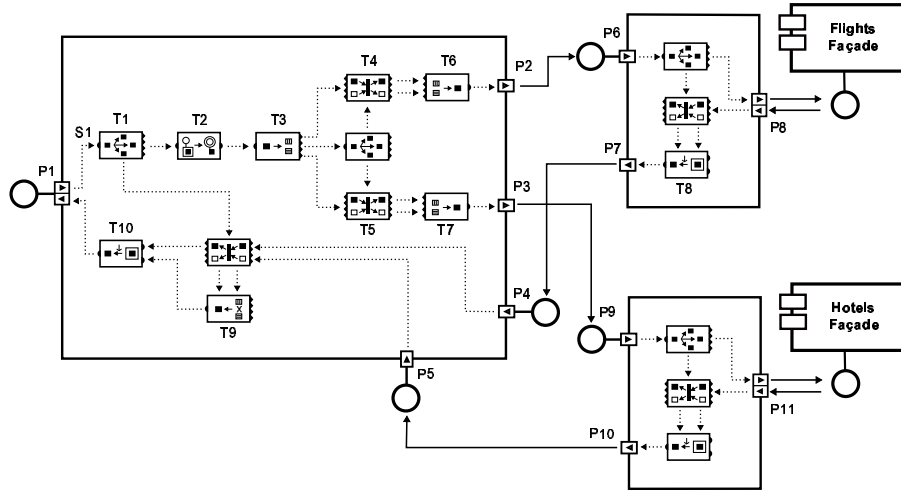 Flights
Façade
P6
P8
P7
T8
T4
T6
P2
S1
T1
T2
T3
P1
P3
T5
T7
T10
T9
P4
P5
P9
Hotels
Façade
P11
P10